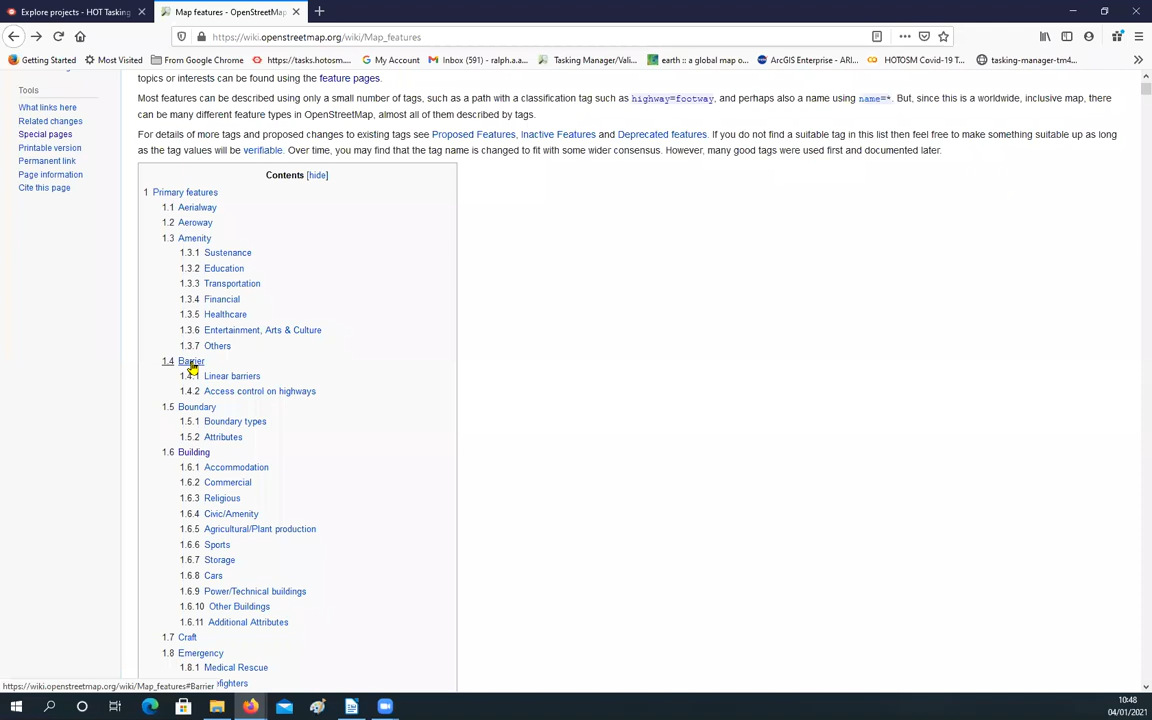 Explore projects - HOT Tasking
Map features - OpenStreetMap
https://wiki.openstreetmap.org/wiki/Map_features
Getting Started
Most Visited
From Google Chrome
https://tasks.hotosm....
My Account
Inbox (591) - ralph.a.a...
Tasking Manager/Vali...
earth :: a global map o...
ArcGIS Enterprise - ARI...
HOTOSM Covid-19 T...
tasking-manager-tm4...
topics or interests can be found using the feature pages.
Tools
What links here
Related changes
Special pages
Printable version
Permanent link
Page information
Cite this page
Most features can be described using only a small number of tags, such as a path with a classification tag such as highway=footway, and perhaps also a name using name=*. But, since this is a worldwide, inclusive map, there
can be many different feature types in OpenStreetMap, almost all of them described by tags.
For details of more tags and proposed changes to existing tags see Proposed Features, Inactive Features and Deprecated features. If you do not find a suitable tag in this list then feel free to make something suitable up as long
as the tag values will be verifiable. Over time, you may find that the tag name is changed to fit with some wider consensus. However, many good tags were used first and documented later.
Contents [hide]
1 Primary features
1.1 Aerialway
1.2 Aeroway
1.3 Amenity
1.3.1 Sustenance
1.3.2 Education
1.3.3 Transportation
1.3.4 Financial
1.3.5 Healthcare
1.3.6 Entertainment, Arts & Culture
1.3.7 Others
1.4 Barrier
1.4.1 Linear barriers
1.4.2 Access control on highways
1.5 Boundary
1.5.1 Boundary types
1.5.2 Attributes
1.6 Building
1.6.1 Accommodation
1.6.2 Commercial
1.6.3 Religious
1.6.4 Civic/Amenity
1.6.5 Agricultural/Plant production
1.6.6 Sports
1.6.7 Storage
1.6.8 Cars
1.6.9 Power/Technical buildings
1.6.10 Other Buildings
1.6.11 Additional Attributes
1.7 Craft
1.8 Emergency
1.8.1 Medical Rescue
fighters
https://wiki.openstreetmap.org/wiki/Map_features#Barrier
10:48
04/01/2021